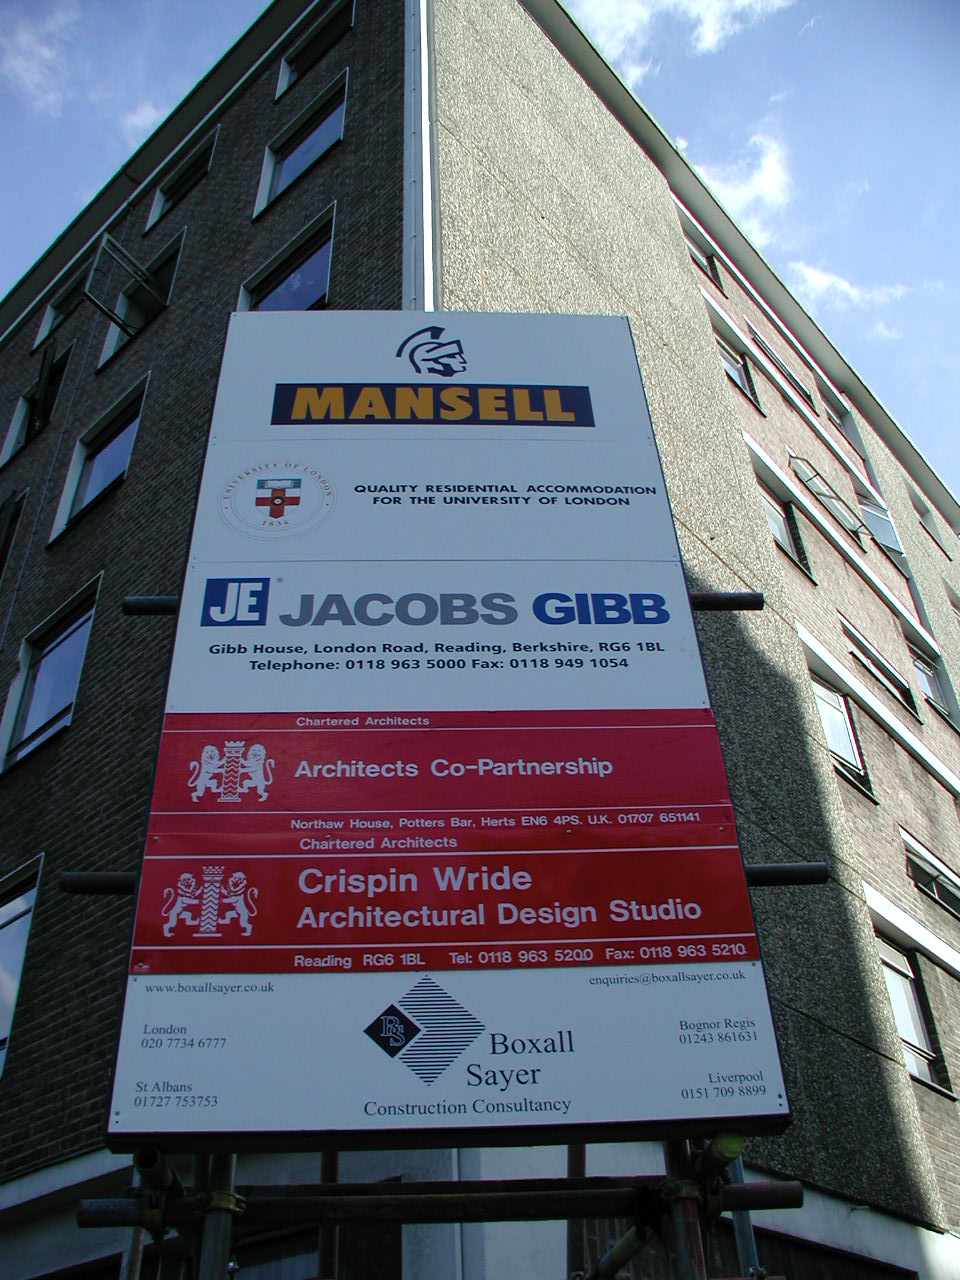 MANSELL
UNIVERSITY OF LONDON
1836
QUALITY RESIDENTIAL ACCOMMODATION
FOR THE UNIVERSITY OF LONDON
JE JACOBS GIBB
Gibb House, London Road, Reading, Berkshire, RG6 1BL
Telephone: 0118 963 5000 Fax: 0118 949 1054
Chartered Architects
Architects Co-Partnership
Northaw House, Potters Bar, Herts EN6 4PS. U.K. 01707 651141
Chartered Architects
Crispin Wride
Architectural Design Studio
Reading RG6 1BL Tel: 0118 963 5200 Fax: 0118 963 5210
www.boxallsayer.co.uk
enquiries@boxallsayer.co.uk
London
020 7734 6777
St Albans
01727 753753
BS
Boxall
Sayer
Construction Consultancy
Bognor Regis
01243 861631
Liverpool
0151 709 8899